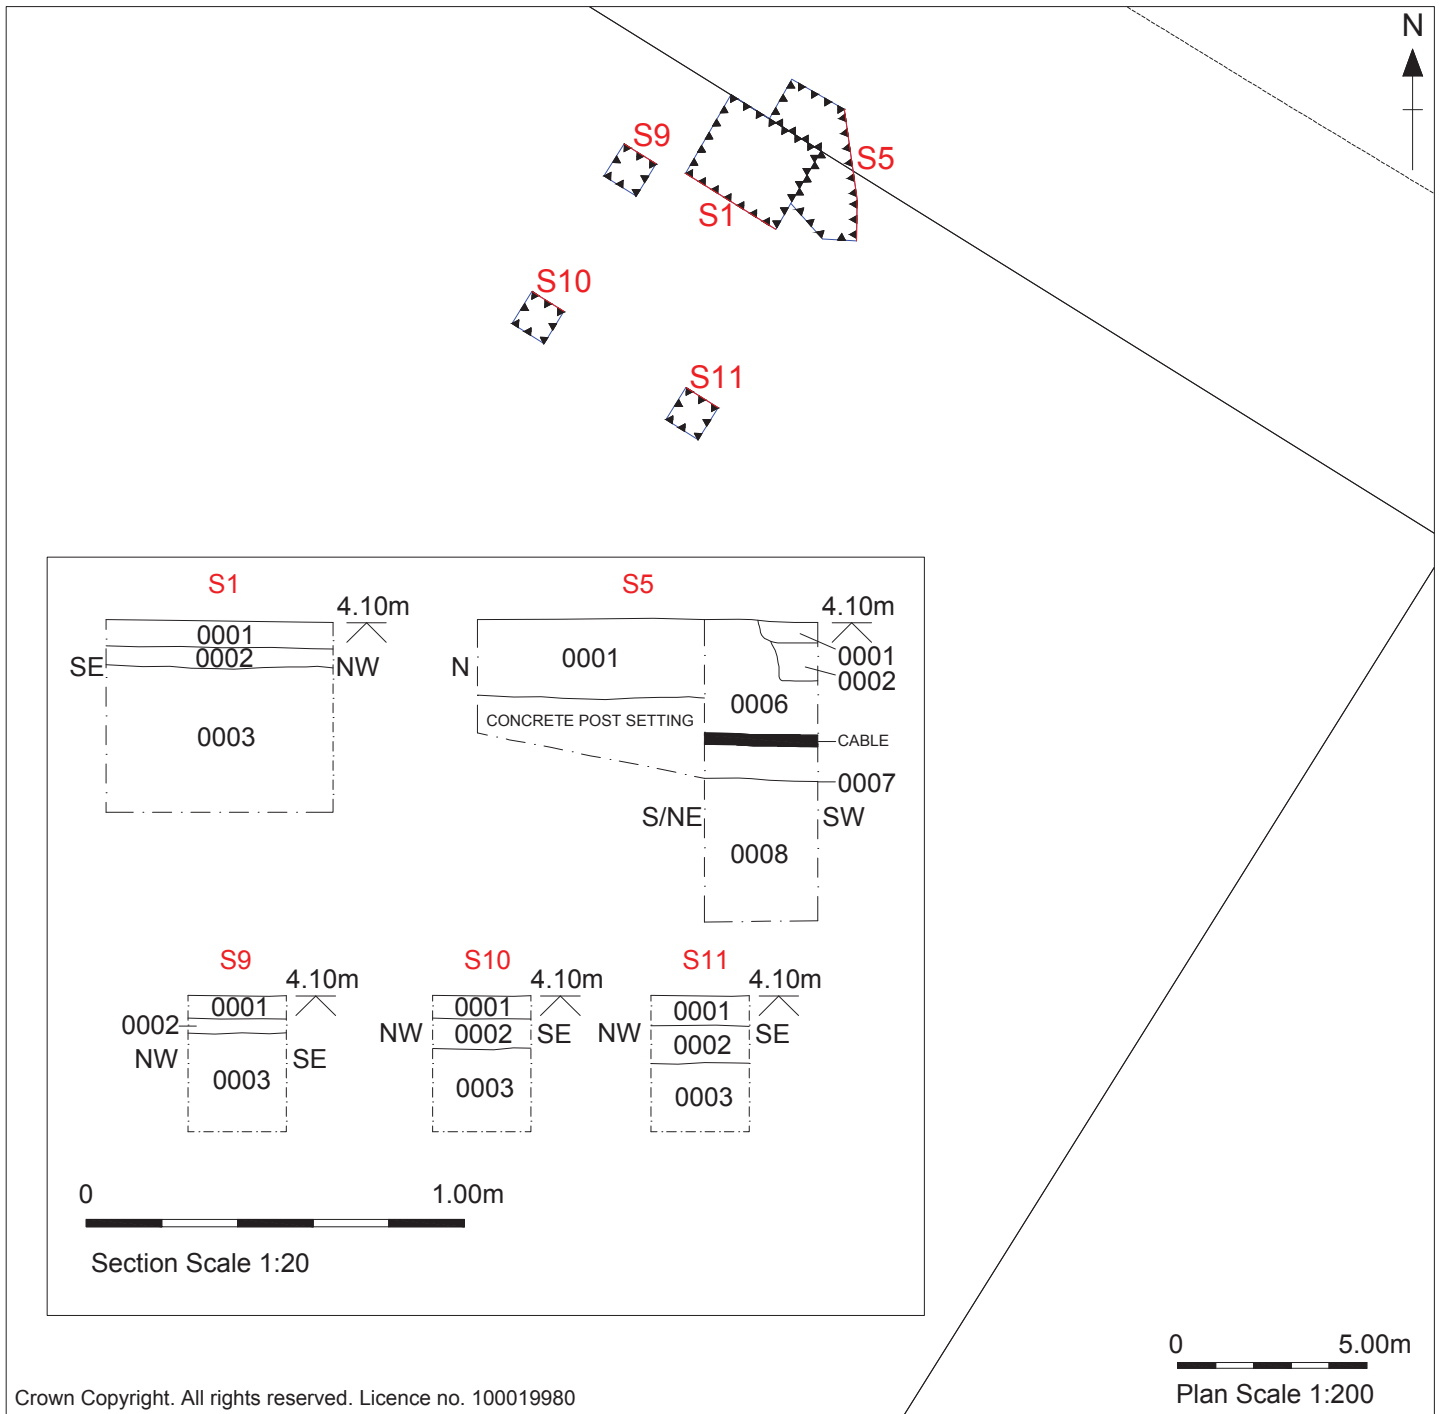 N
S9
S5
S1
S10
S11
S1
4.10m
0001
0002
SE
NW
0003
S5
4.10m
N
0001
0001
0002
0006
CONCRETE POST SETTING
CABLE
0007
S/NE
SW
0008
S9
4.10m
0001
0002
NW
SE
0003
S10
4.10m
0001
NW
0002
SE
0003
S11
4.10m
0001
NW
0002
SE
0003
0 1.00m
Section Scale 1:20
0 5.00m
Plan Scale 1:200
Crown Copyright. All rights reserved. Licence no. 100019980